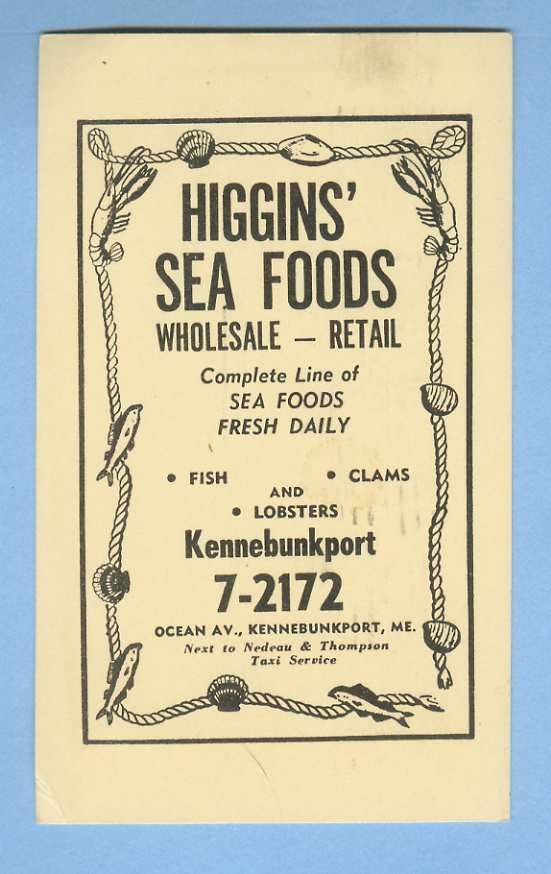 HIGGINS'
SEA FOODS
WHOLESALE — RETAIL
Complete Line of
SEA FOODS
FRESH DAILY
• FISH • CLAMS
AND
• LOBSTERS
Kennebunkport
7-2172
OCEAN AV., KENNEBUNKPORT, ME.
Next to Nedeau & Thompson
Taxi Service